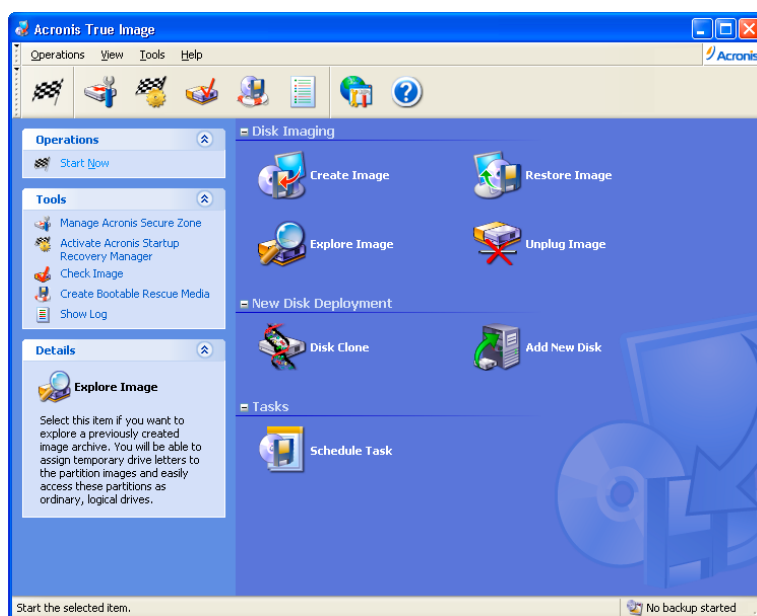 Acronis True Image
Operations View Tools Help
Acronis
Operations
Start Now
Tools
Manage Acronis Secure Zone
Activate Acronis Startup
Recovery Manager
Check Image
Create Bootable Rescue Media
Show Log
Details
Explore Image
Select this item if you want to
explore a previously created
image archive. You will be able to
assign temporary drive letters to
the partition images and easily
access these partitions as
ordinary, logical drives.
Disk Imaging
Create Image
Restore Image
Explore Image
Unplug Image
New Disk Deployment
Disk Clone
Add New Disk
Tasks
Schedule Task
Start the selected item.
No backup started